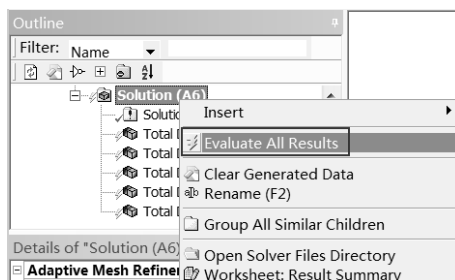 Outline
Filter: Name
Solution (A6)
Insert
Solutio
Evaluate All Results
Total D
Total
Clear Generated Data
Total
Rename (F2)
Total
Total
Group All Similar Children
Details of "Solution (A6)
Open Solver Files Directory
Adaptive Mesh Refine
Worksheet: Result Summary